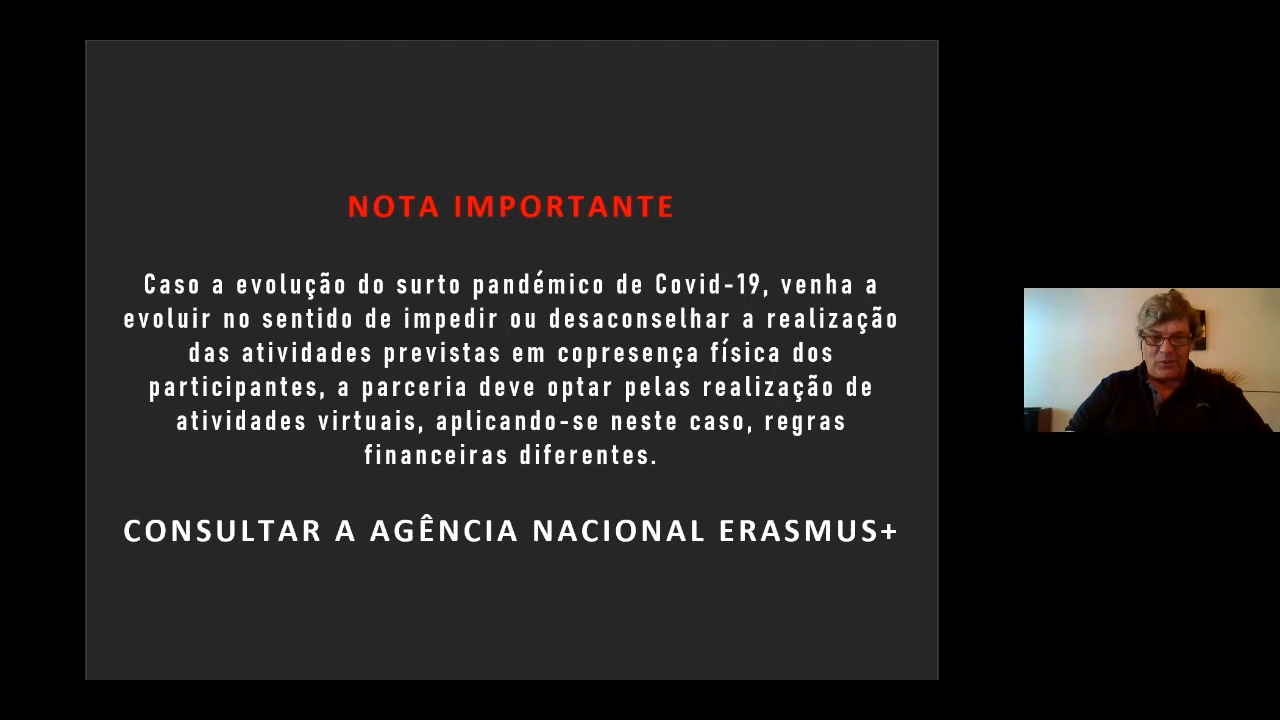 NOTA IMPORTANTE
Caso a evolução do surto pandémico de Covid-19, venha a
evoluir no sentido de impedir ou desaconselhar a realização
das atividades previstas em copresença física dos
participantes, a parceria deve optar pelas realização de
atividades virtuais, aplicando-se neste caso, regras
financeiras diferentes.
CONSULTAR A AGÊNCIA NACIONAL ERASMUS+